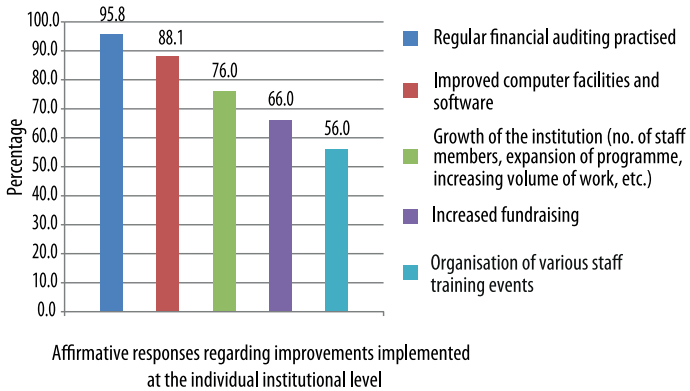 100.0
90.0
80.0
70.0
60.0
50.0
40.0
30.0
20.0
10.0
0.0
Percentage
95.8
88.1
76.0
66.0
56.0
Regular financial auditing practised
Improved computer facilities and
software
Growth of the institution (no. of staff
members, expansion of programme,
increasing volume of work, etc.)
Increased fundraising
Organisation of various staff
training events
Affirmative responses regarding improvements implemented
at the individual institutional level